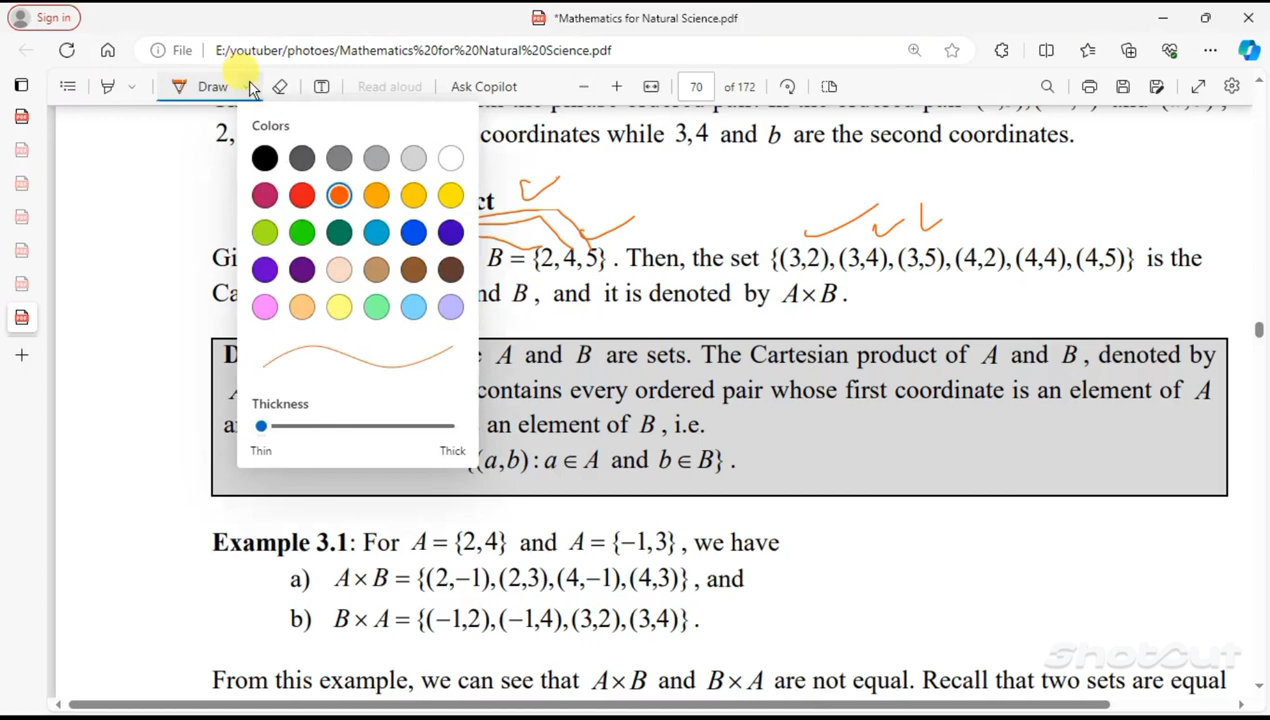 Sign in
*Mathematics for Natural Science.pdf
File
E:/youtuber/photoes/Mathematics%20for%20Natural%20Science.pdf
Draw
Read aloud
Ask Copilot
70 of 172
2, coordinates while 3,4 and b are the second coordinates.
Colors
ct
Gi B = {2,4,5} . Then, the set {(3,2),(3,4),(3,5),(4,2),(4,4),(4,5)} is the
Ca nd B , and it is denoted by A×B.
D A and B are sets. The Cartesian product of A and B , denoted by
contains every ordered pair whose first coordinate is an element of A
Thickness
an element of B , i.e.
Thin Thick
(a,b) : a ∈ A and b ∈ B} .
Example 3.1: For A = {2,4} and A = {−1,3} , we have
a) A × B = {(2,−1),(2,3),(4,−1),(4,3)} , and
b) B × A = {(−1,2),(−1,4),(3,2),(3,4)} .
From this example, we can see that A×B and B×A are not equal. Recall that two sets are equal
Shotcut